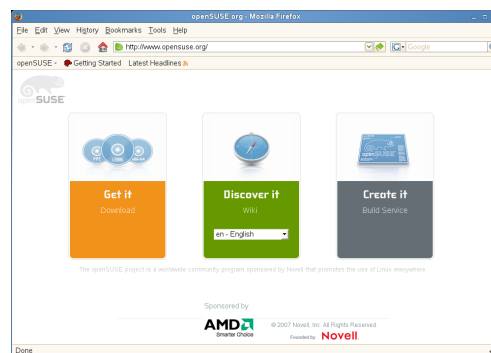 openSUSE.org - Mozilla Firefox
File Edit View History Bookmarks Tools Help
http://www.opensuse.org/
Google
openSUSE Getting Started Latest Headlines
openSUSE
Get it
Download
Discover it
Wiki
en - English
Create it
Build Service
The openSUSE project is a worldwide community program sponsored by Novell that promotes the use of Linux everywhere.
Sponsored by
AMD
Smarter Choice
© 2007 Novell, Inc. All Rights Reserved.
Founded by Novell.
Done